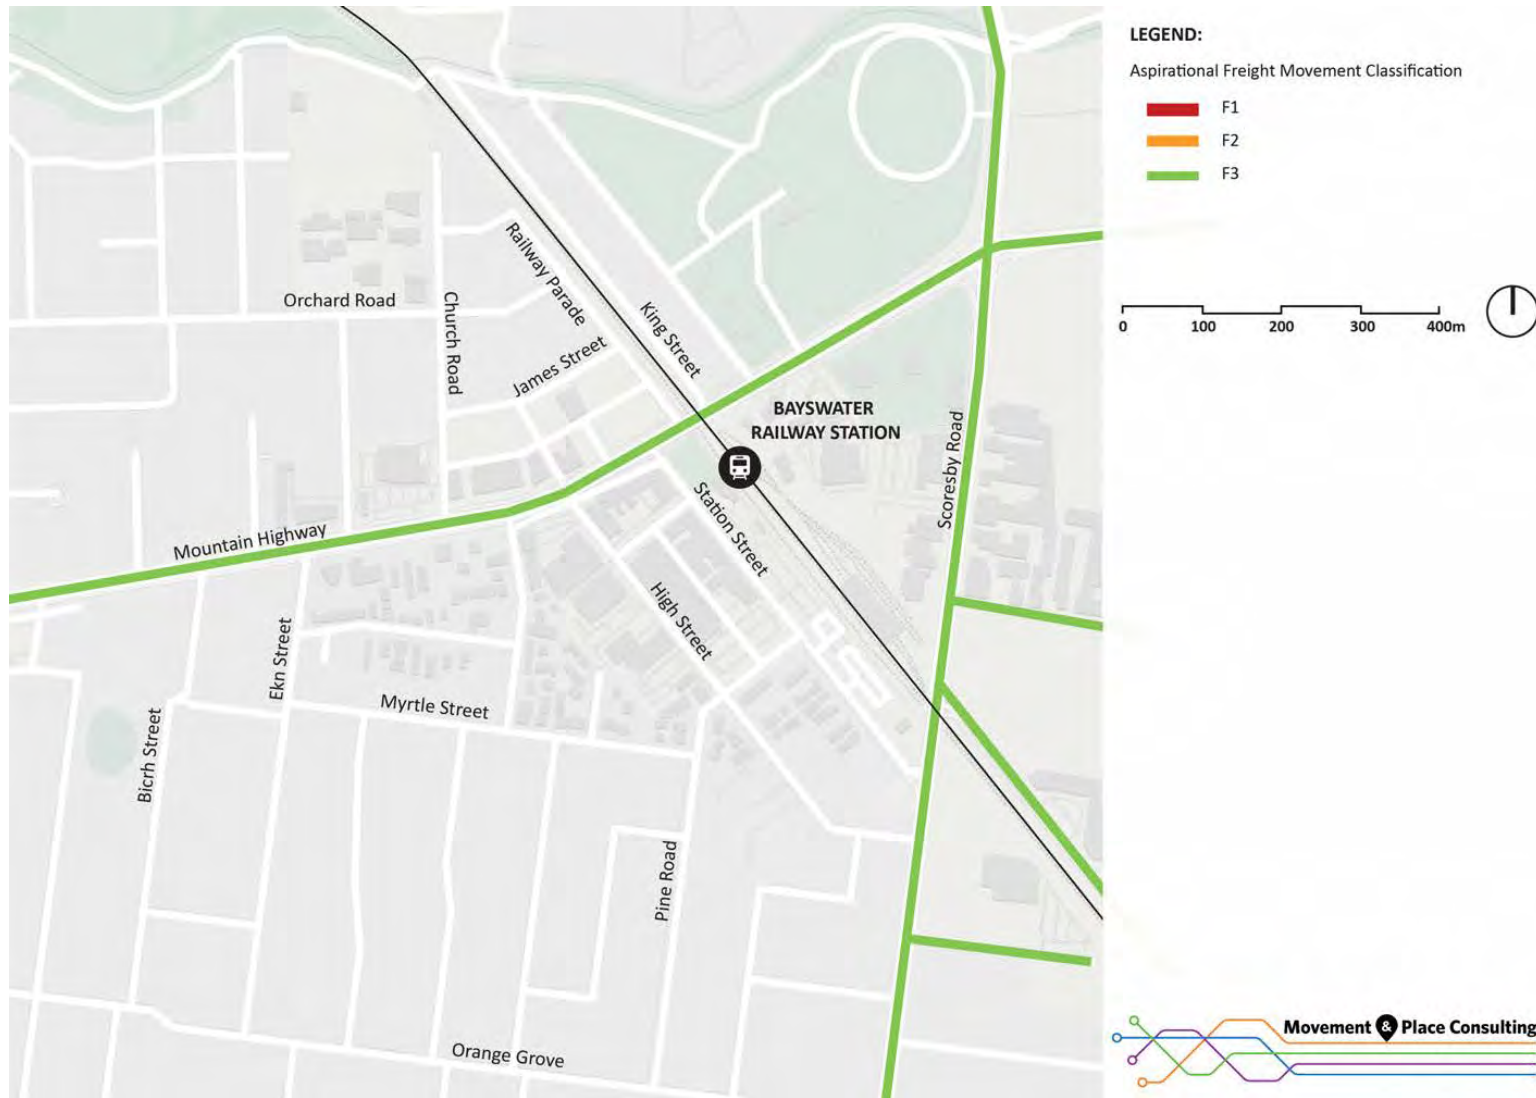 LEGEND:
Aspirational Freight Movement Classification
F1
F2
F3
0 100 200 300 400m
Railway Parade
King Street
Orchard Road
Church Road
James Street
BAYSWATER
RAILWAY STATION
Scoresby Road
Station Street
Mountain Highway
High Street
Ekn Street
Myrtle Street
Bicrh Street
Pine Road
Orange Grove
Movement & Place Consulting